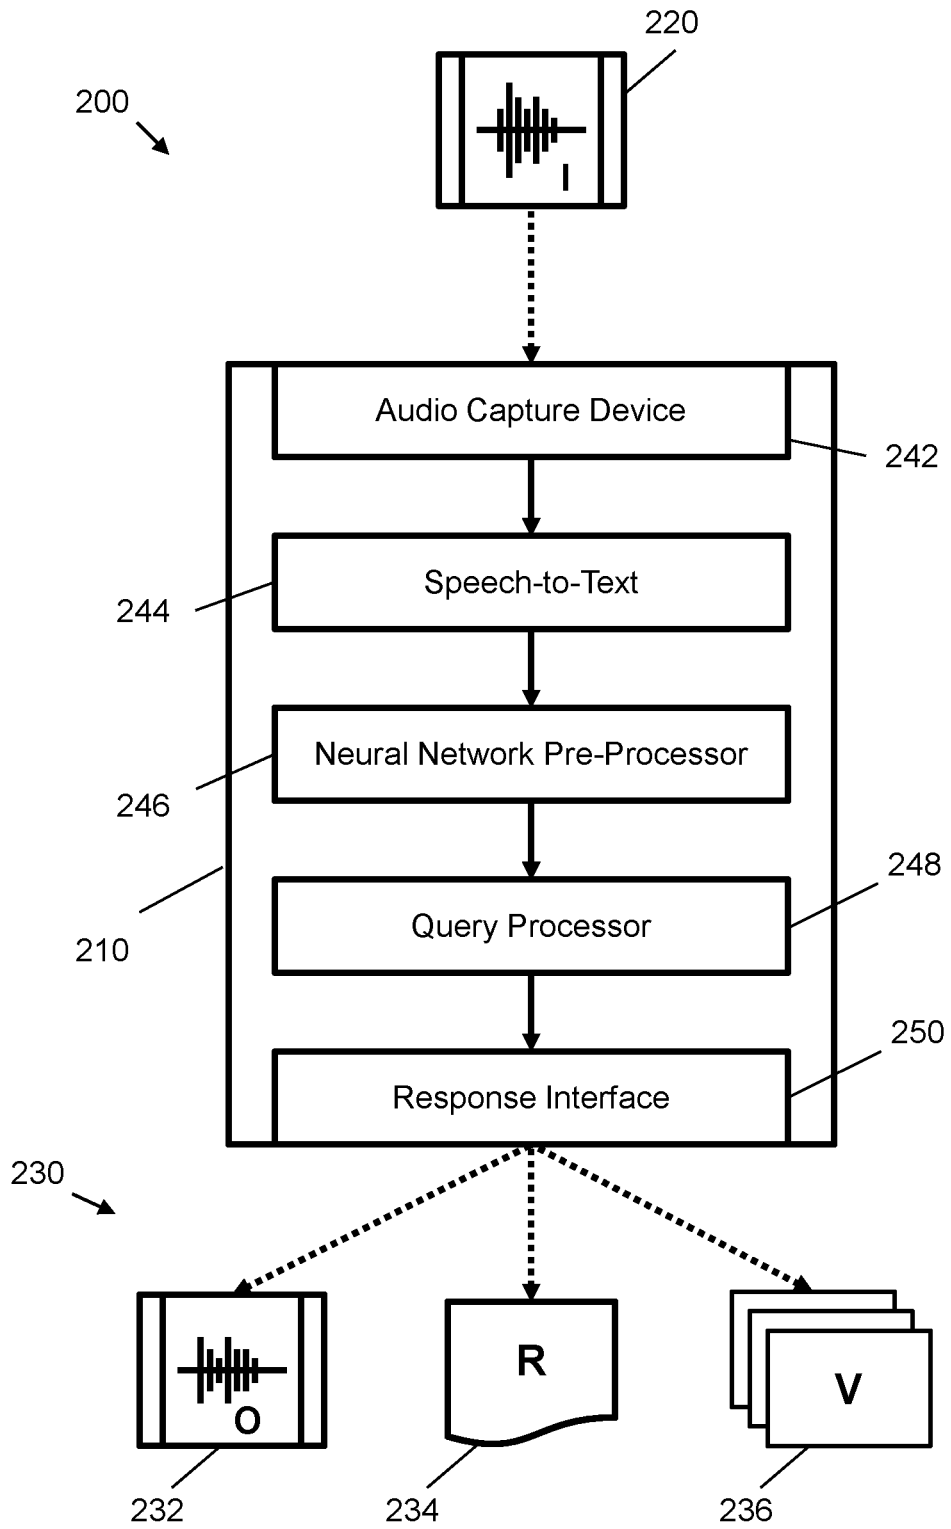 220
200
I
Audio Capture Device
242
Speech-to-Text
244
Neural Network Pre-Processor
246
248
Query Processor
210
250
Response Interface
230
R
V
O
232
234
236